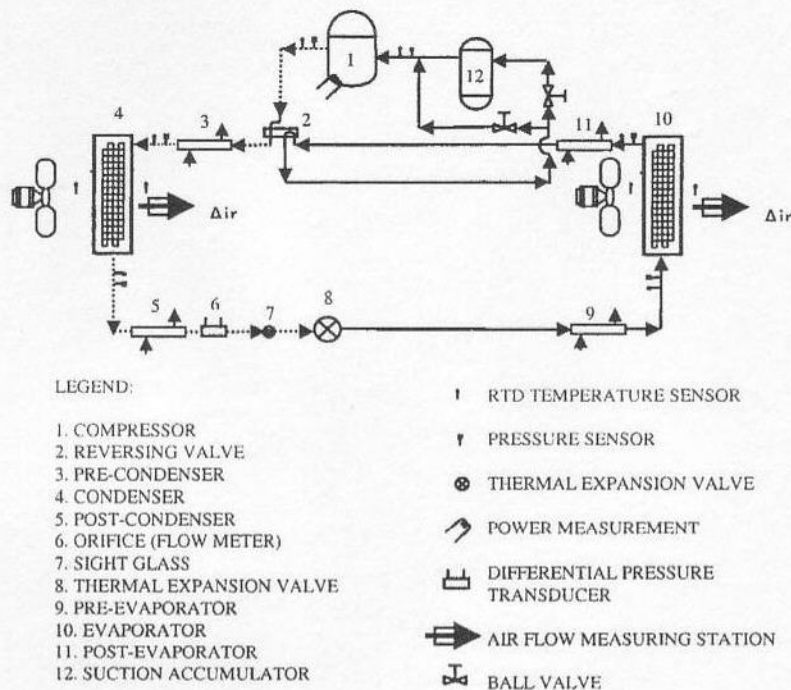 1
12
2
3
4
11
10
Δir
Δir
5
6
7
8
9
LEGEND:
1. COMPRESSOR
2. REVERSING VALVE
3. PRE-CONDENSER
4. CONDENSER
5. POST-CONDENSER
6. ORIFICE (FLOW METER)
7. SIGHT GLASS
8. THERMAL EXPANSION VALVE
9. PRE-EVAPORATOR
10. EVAPORATOR
11. POST-EVAPORATOR
12. SUCTION ACCUMULATOR
RTD TEMPERATURE SENSOR
PRESSURE SENSOR
THERMAL EXPANSION VALVE
POWER MEASUREMENT
DIFFERENTIAL PRESSURE
TRANSDUCER
AIR FLOW MEASURING STATION
BALL VALVE